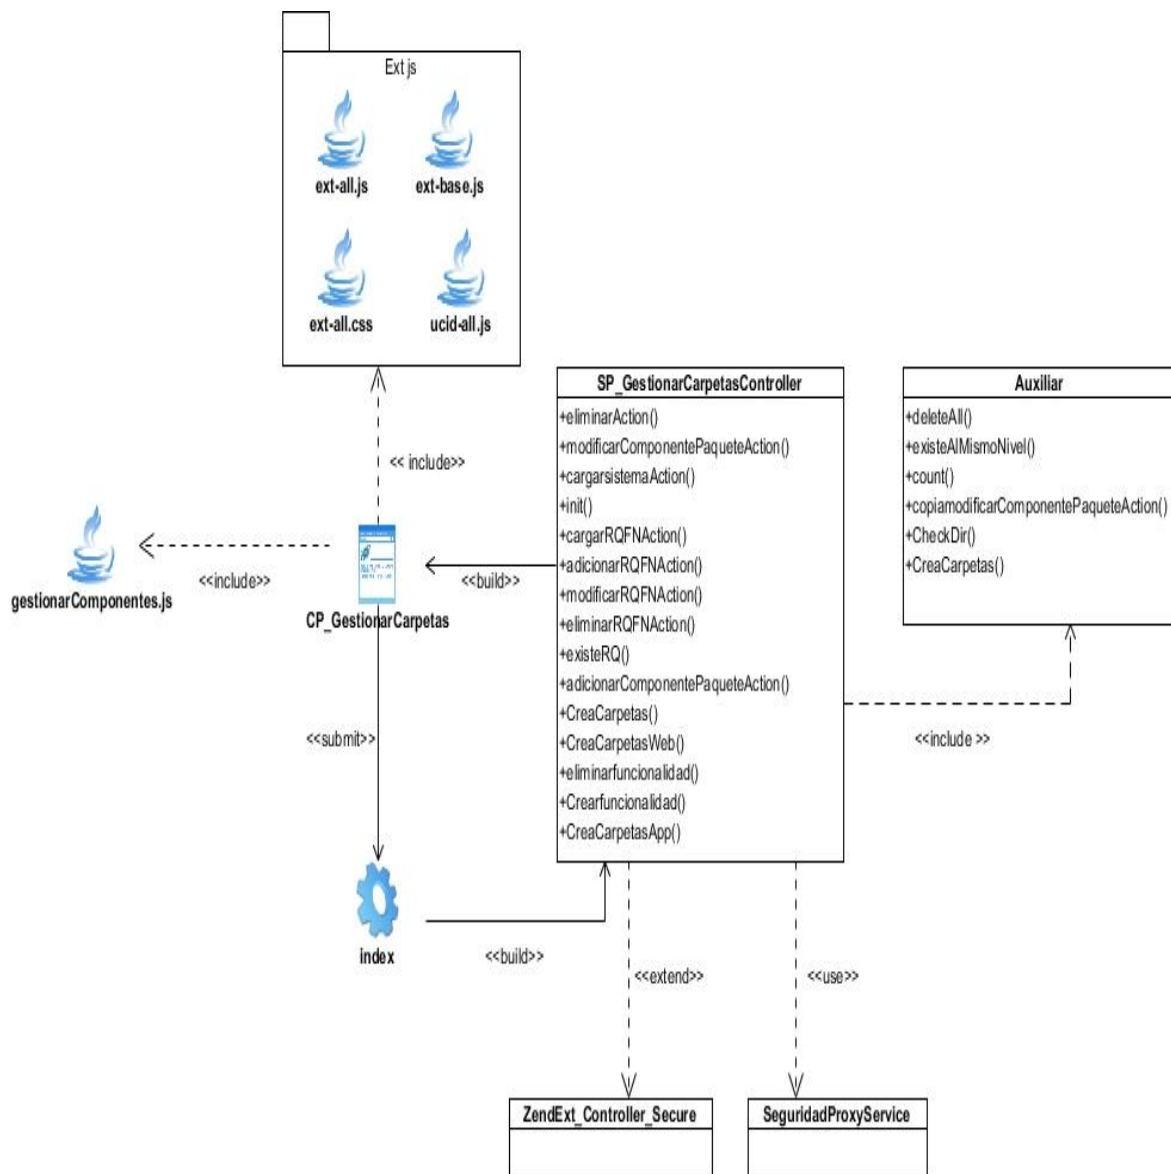 Ext js
ext-all.js
ext-base.js
ext-all.css
ucid-all.js
<< include>>
gestionarComponentes.js
<<include>>
CP_GestionarCarpetas
<<build>>
<<submit>>
index
<<build>>
SP_GestionarCarpetasController
+eliminarAction()
+modificarComponentePaqueteAction()
+cargarsistemaAction()
+init()
+cargarRQFNAction()
+adicionarRQFNAction()
+modificarRQFNAction()
+eliminarRQFNAction()
+existeRQ()
+adicionarComponentePaqueteAction()
+CreaCarpetas()
+CreaCarpetasWeb()
+eliminarfuncionalidad()
+Crearfuncionalidad()
+CreaCarpetasApp()
Auxiliar
+deleteAll()
+existeAlMismoNivel()
+count()
+copiamodificarComponentePaqueteAction()
+CheckDir()
+CreaCarpetas()
<<include >>
<<extend>>
<<use>>
ZendExt_Controller_Secure
SeguridadProxyService